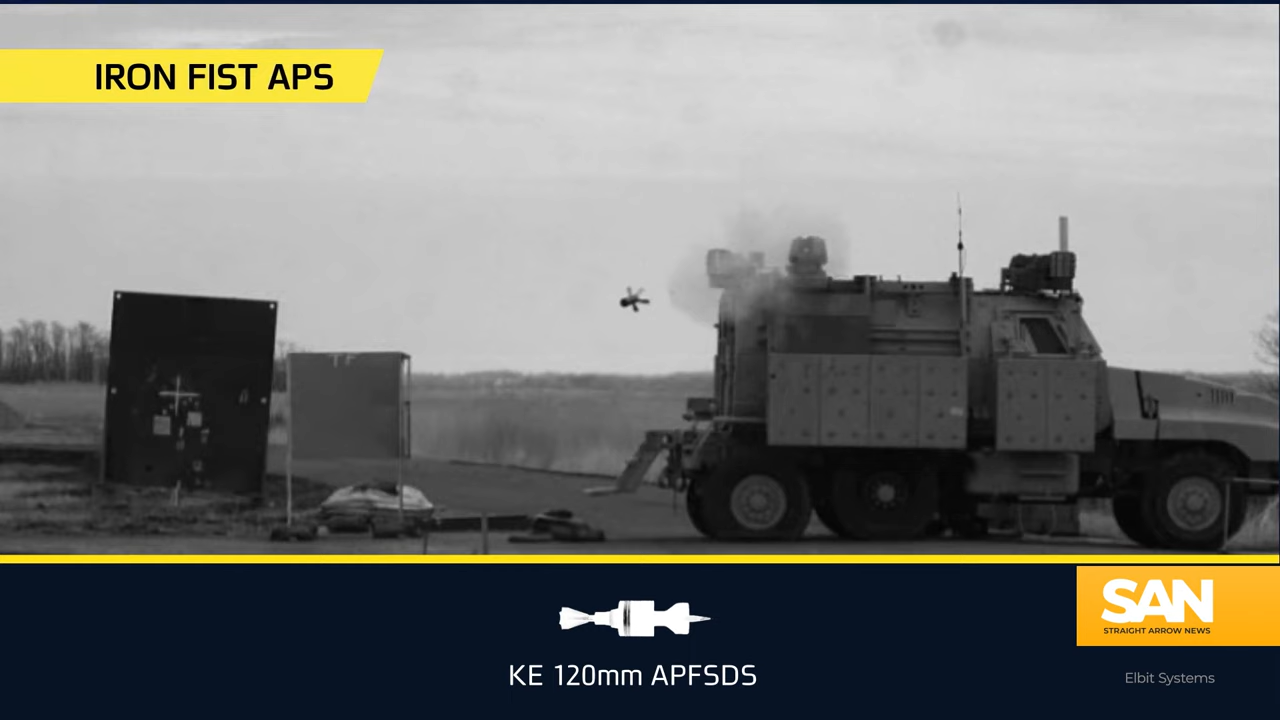 IRON FIST APS
SAN
STRAIGHT ARROW NEWS
KE 120mm APFSDS
Elbit Systems